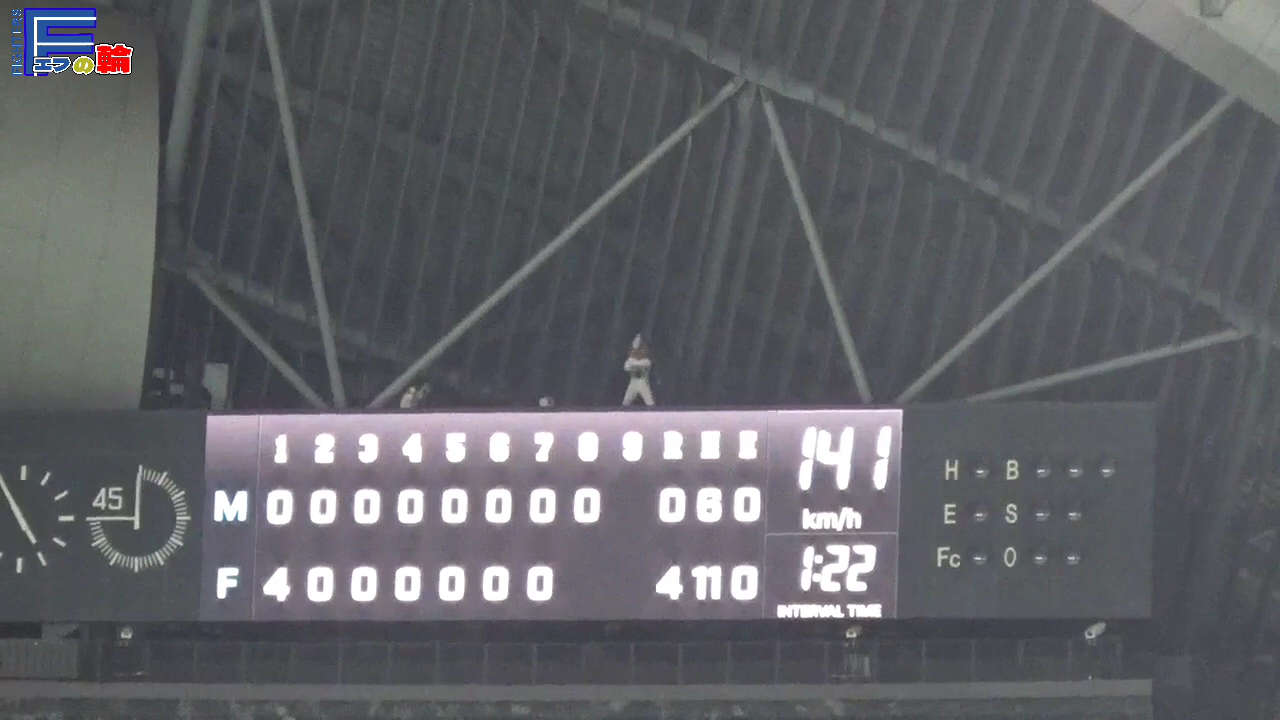 F
エフの輪
1 2 3 4 5 6 7 8 9 R H E
M 0 0 0 0 0 0 0 0 0 6 0
F 4 0 0 0 0 0 0 4 11 0
141
km/h
1:22
INTERVAL TIME
45
H B
E S
Fc O